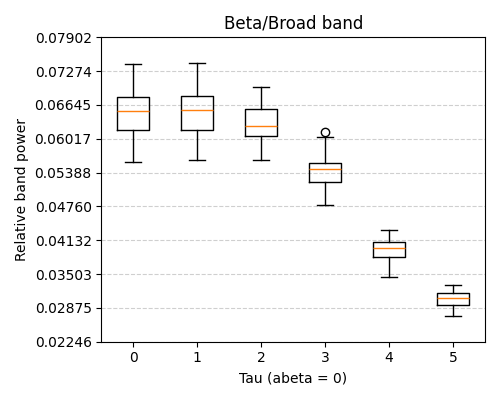 Beta/Broad band
0.07902
0.07274
0.06645
0.06017
0.05388
0.04760
0.04132
0.03503
0.02875
0.02246
Relative band power
0 1 2 3 4 5
Tau (abeta = 0)